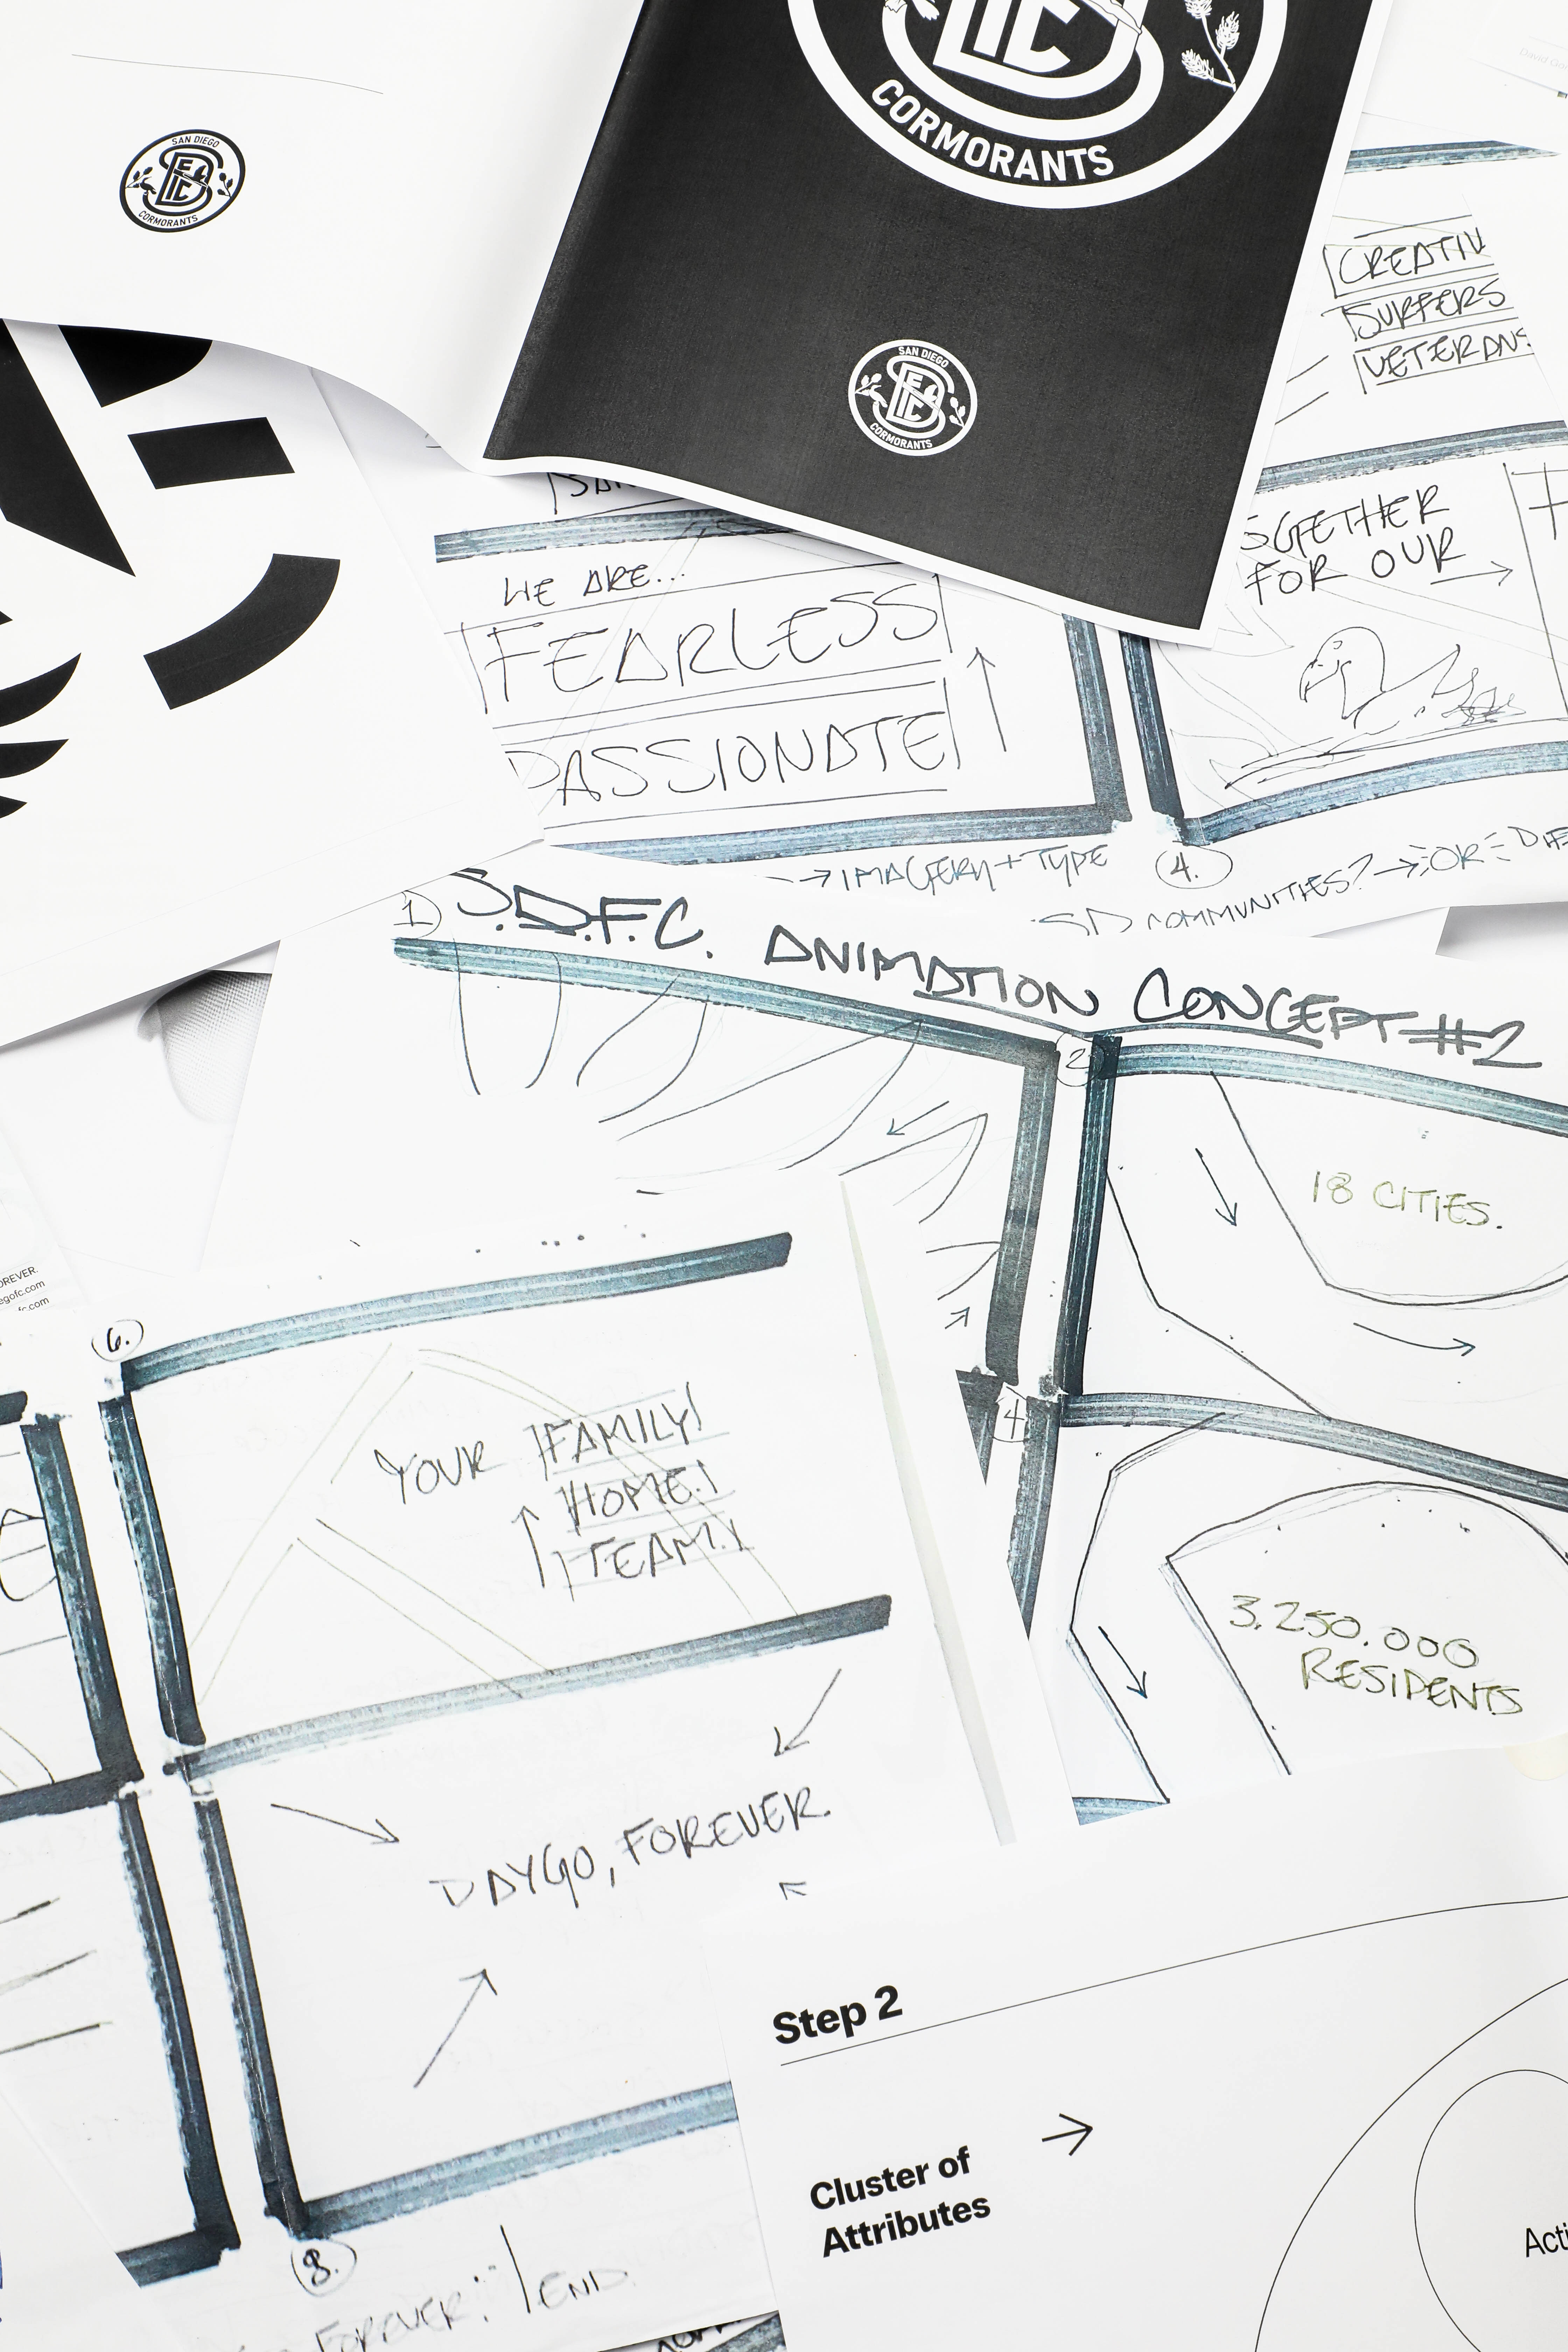 CORMORANTS
SAN DIEGO
CORMORANTS
SAN DIEGO
CORMORANTS
SURFERS
VETERANS
FOR OUR
WE ARE...
FEARLESS
PASSIONATE
IMAGERY + TYPE
4.
SD COMMUNITIES? → OR
1
S.D.F.C. ANIMATION CONCEPT #2
2
18 CITIES.
4
3,250,000
RESIDENTS
6.
YOUR FAMILY
HOME.
TEAM.
DAYGO, FOREVER.
8.
FOREVER. END.
Step 2
Cluster of
Attributes